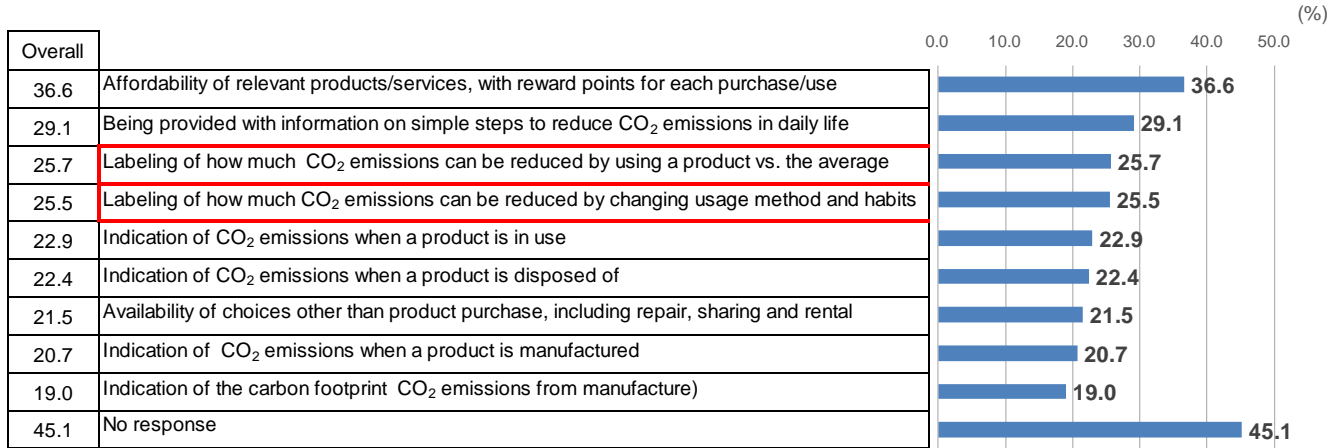 (%)
Overall
0.0 10.0 20.0 30.0 40.0 50.0
36.6 Affordability of relevant products/services, with reward points for each purchase/use 36.6
29.1 Being provided with information on simple steps to reduce CO₂ emissions in daily life 29.1
25.7 Labeling of how much CO₂ emissions can be reduced by using a product vs. the average 25.7
25.5 Labeling of how much CO₂ emissions can be reduced by changing usage method and habits 25.5
22.9 Indication of CO₂ emissions when a product is in use 22.9
22.4 Indication of CO₂ emissions when a product is disposed of 22.4
21.5 Availability of choices other than product purchase, including repair, sharing and rental 21.5
20.7 Indication of CO₂ emissions when a product is manufactured 20.7
19.0 Indication of the carbon footprint CO₂ emissions from manufacture) 19.0
45.1 No response 45.1